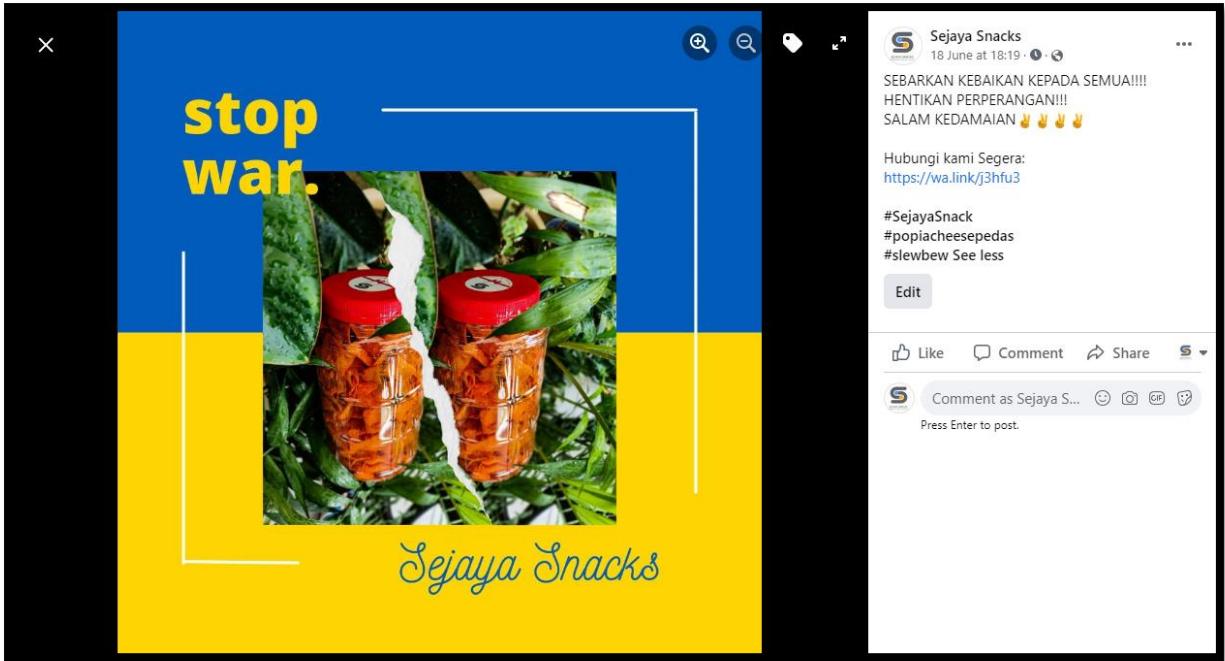 stop
war.
Sejaya Snacks
Sejaya Snacks
18 June at 18:19
SEBARKAN KEBAIKAN KEPADA SEMUA!!!!
HENTIKAN PERPERANGAN!!!
SALAM KEDAMAIAN✌✌✌✌
Hubungi kami Segera:
https://wa.link/j3hfu3
#SejayaSnack
#popiacheesepedas
#slewbew See less
Edit
Like Comment Share
Comment as Sejaya S...
GIF
Press Enter to post.